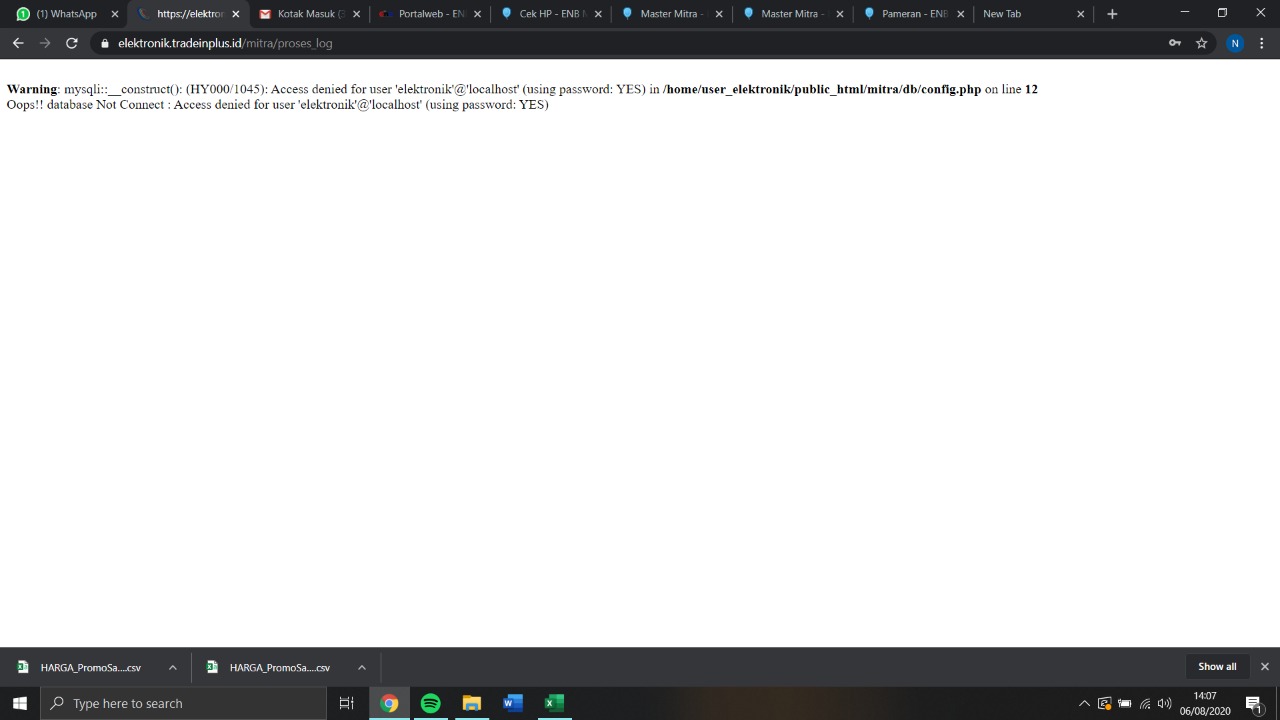 (1) WhatsApp
https://elektro
Kotak Masuk (3
Portalweb - EN
Cek HP - ENB M
Master Mitra -
Master Mitra -
Pameran - ENB
New Tab
elektronik.tradeinplus.id/mitra/proses_log
N
Warning: mysqli::__construct(): (HY000/1045): Access denied for user 'elektronik'@'localhost' (using password: YES) in /home/user_elektronik/public_html/mitra/db/config.php on line 12
Oops!! database Not Connect : Access denied for user 'elektronik'@'localhost' (using password: YES)
HARGA_PromoSa....csv
HARGA_PromoSa....csv
Show all
Type here to search
14:07
06/08/2020
1